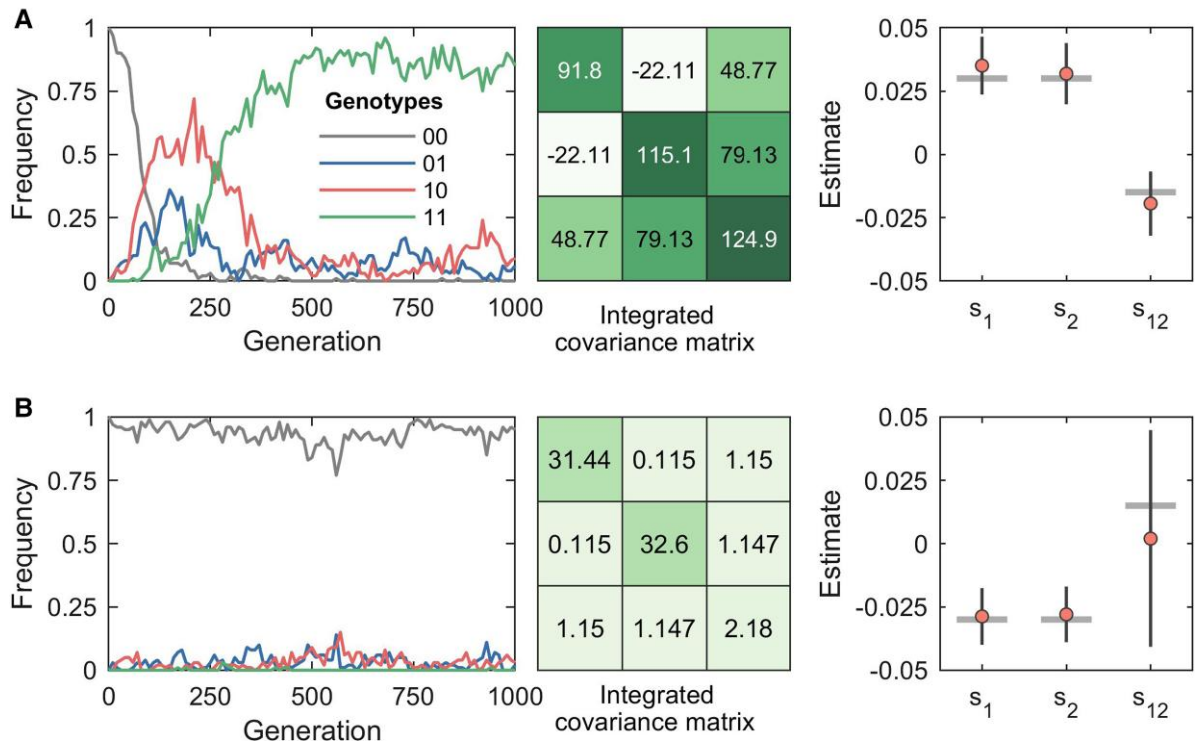 A
Frequency
1
0.75
0.5
0.25
0
0 250 500 750 1000
Generation
Genotypes
00
01
10
11
91.8 -22.11 48.77
-22.11 115.1 79.13
48.77 79.13 124.9
Integrated
covariance matrix
Estimate
0.05
0.025
0
-0.025
-0.05
s1 s2 s12
B
Frequency
1
0.75
0.5
0.25
0
0 250 500 750 1000
Generation
31.44 0.115 1.15
0.115 32.6 1.147
1.15 1.147 2.18
Integrated
covariance matrix
Estimate
0.05
0.025
0
-0.025
-0.05
s1 s2 s12